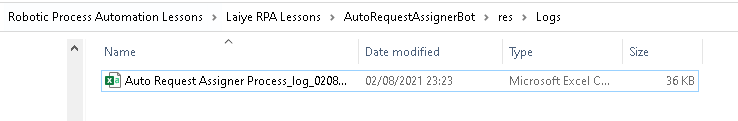 Robotic Process Automation Lessons > Laiye RPA Lessons > AutoRequestAssignerBot > res > Logs
Name Date modified Type Size
Auto Request Assigner Process_log_0208... 02/08/2021 23:23 Microsoft Excel C... 36 KB